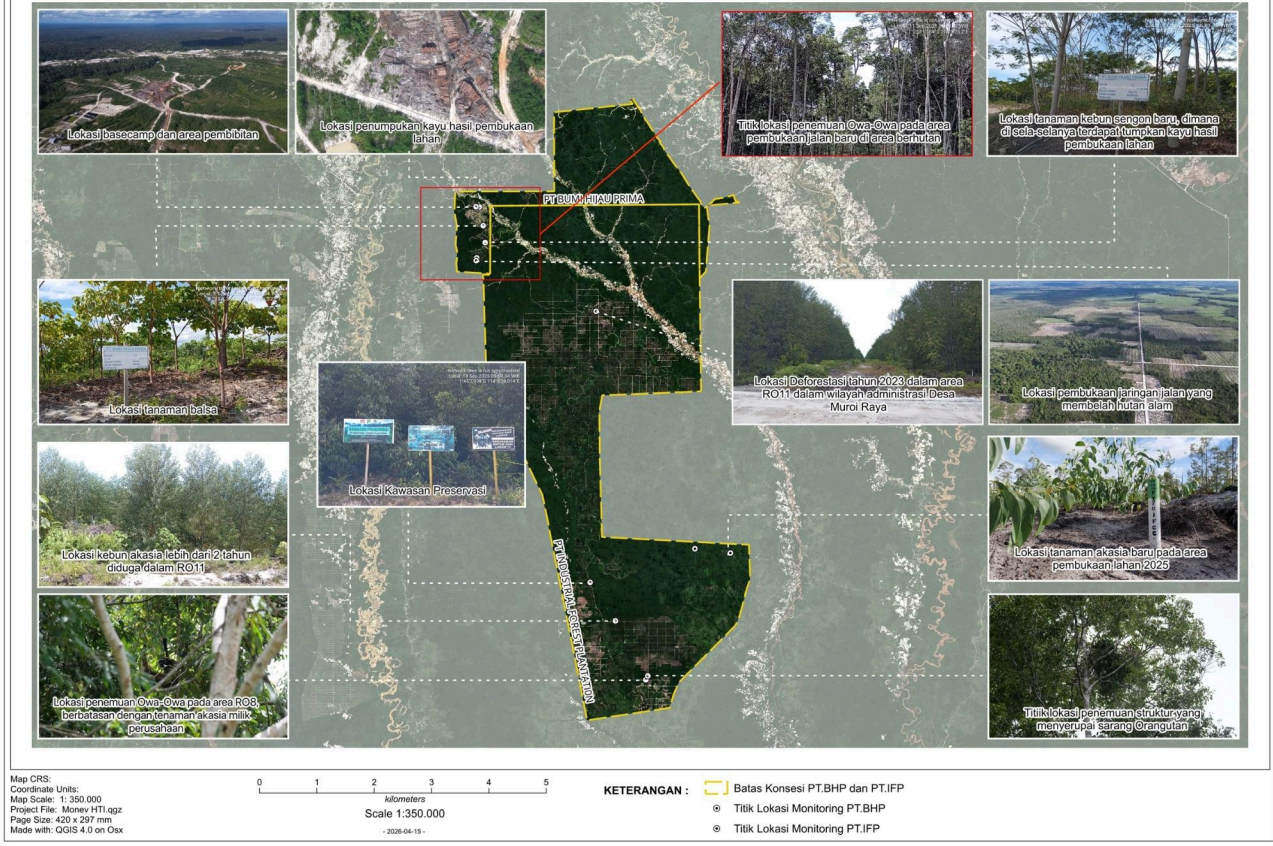 Lokasi basecamp dan area pembibitan
Lokasi penumpukan kayu hasil pembukaan
lahan
Titik lokasi penemuan Owa-Owa pada area
pembukaan jalan baru di area berhutan
Lokasi tanaman kebun sengon baru, dimana
di sela-selanya terdapat tumpkan kayu hasil
pembukaan lahan
PT BUMI HIJAU PRIMA
Lokasi tanaman balsa
Lokasi Kawasan Preservasi
Lokasi Deforestasi tahun 2023 dalam area
RO11 dalam wilayah administrasi Desa
Muroi Raya
Lokasi pembukaan jaringan jalan yang
membelah hutan alam
Lokasi kebun akasia lebih dari 2 tahun
diduga dalam RO11
PT INDUSTRIAL FOREST PLANTATION
Lokasi tanaman akasia baru pada area
pembukaan lahan 2025
Lokasi penemuan Owa-Owa pada area RO8,
berbatasan dengan tenaman akasia milik
perusahaan
Titiik lokasi penemuan struktur yang
menyerupai sarang Orangutan
Map CRS:
Coordinate Units:
Map Scale: 1: 350.000
Project File: Monev HTI.qgz
Page Size: 420 x 297 mm
Made with: QGIS 4.0 on Osx
0 1 2 3 4 5
kilometers
Scale 1:350.000
- 2026-04-15 -
KETERANGAN :
Batas Konsesi PT.BHP dan PT.IFP
Titik Lokasi Monitoring PT.BHP
Titik Lokasi Monitoring PT.IFP